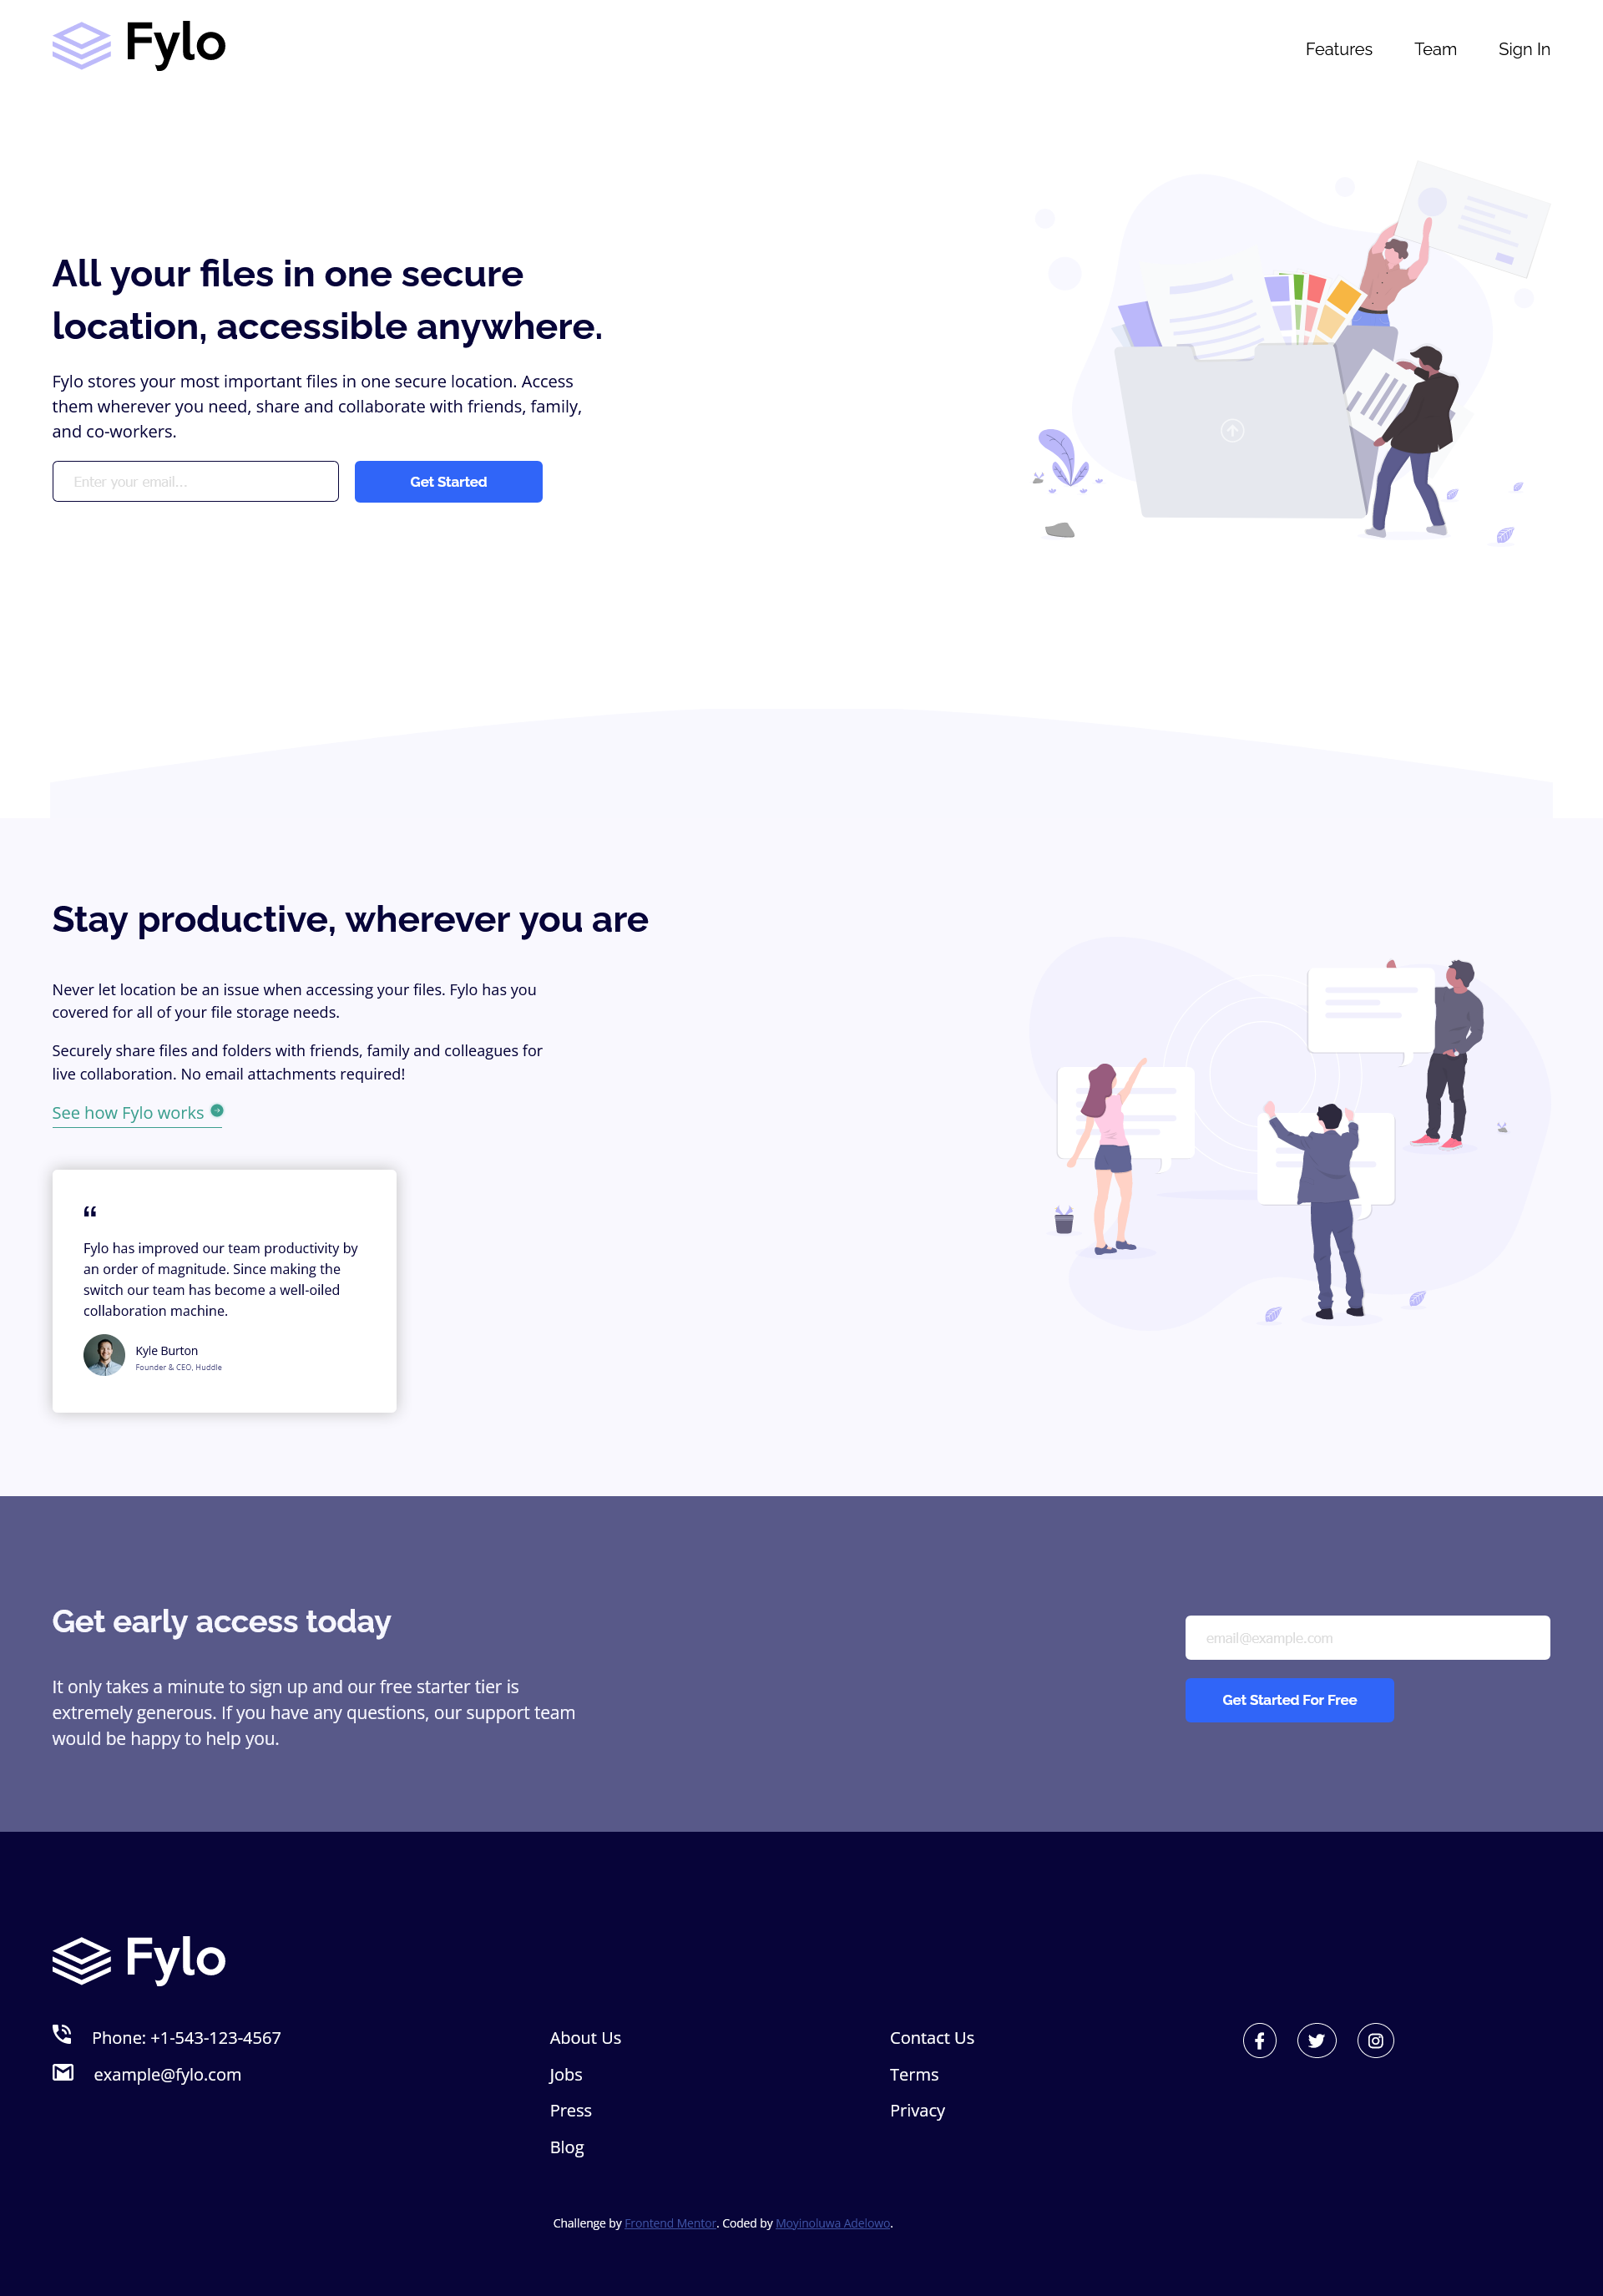 Fylo
Features
Team
Sign In
All your files in one secure
location, accessible anywhere.
Fylo stores your most important files in one secure location. Access
them wherever you need, share and collaborate with friends, family,
and co-workers.
Enter your email...
Get Started
Stay productive, wherever you are
Never let location be an issue when accessing your files. Fylo has you
covered for all of your file storage needs.
Securely share files and folders with friends, family and colleagues for
live collaboration. No email attachments required!
See how Fylo works
“
Fylo has improved our team productivity by
an order of magnitude. Since making the
switch our team has become a well-oiled
collaboration machine.
Kyle Burton
Founder & CEO, Huddle
Get early access today
It only takes a minute to sign up and our free starter tier is
extremely generous. If you have any questions, our support team
would be happy to help you.
email@example.com
Get Started For Free
Fylo
Phone: +1-543-123-4567
example@fylo.com
About Us
Jobs
Press
Blog
Contact Us
Terms
Privacy
Challenge by Frontend Mentor. Coded by Moyinoluwa Adelowo.